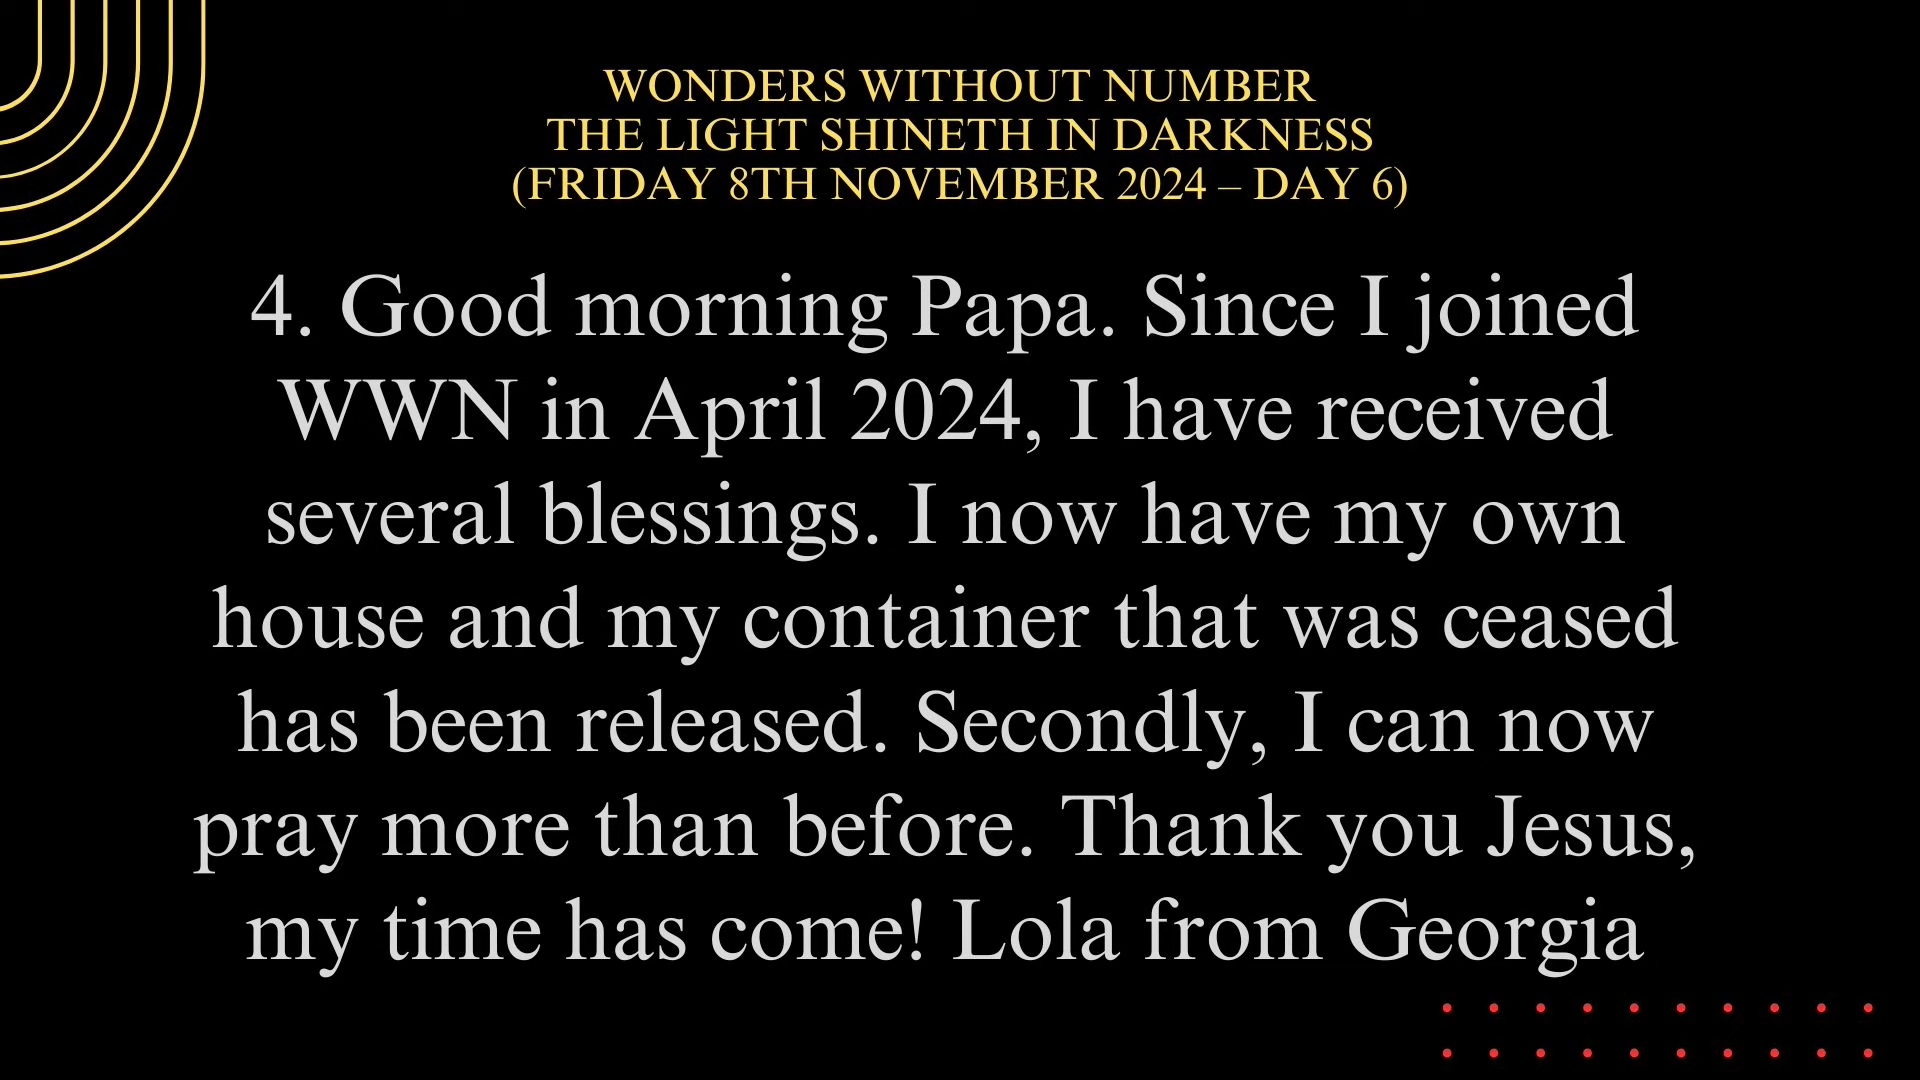 WONDERS WITHOUT NUMBER
THE LIGHT SHINETH IN DARKNESS
(FRIDAY 8TH NOVEMBER 2024 – DAY 6)
4. Good morning Papa. Since I joined
WWN in April 2024, I have received
several blessings. I now have my own
house and my container that was ceased
has been released. Secondly, I can now
pray more than before. Thank you Jesus,
my time has come! Lola from Georgia